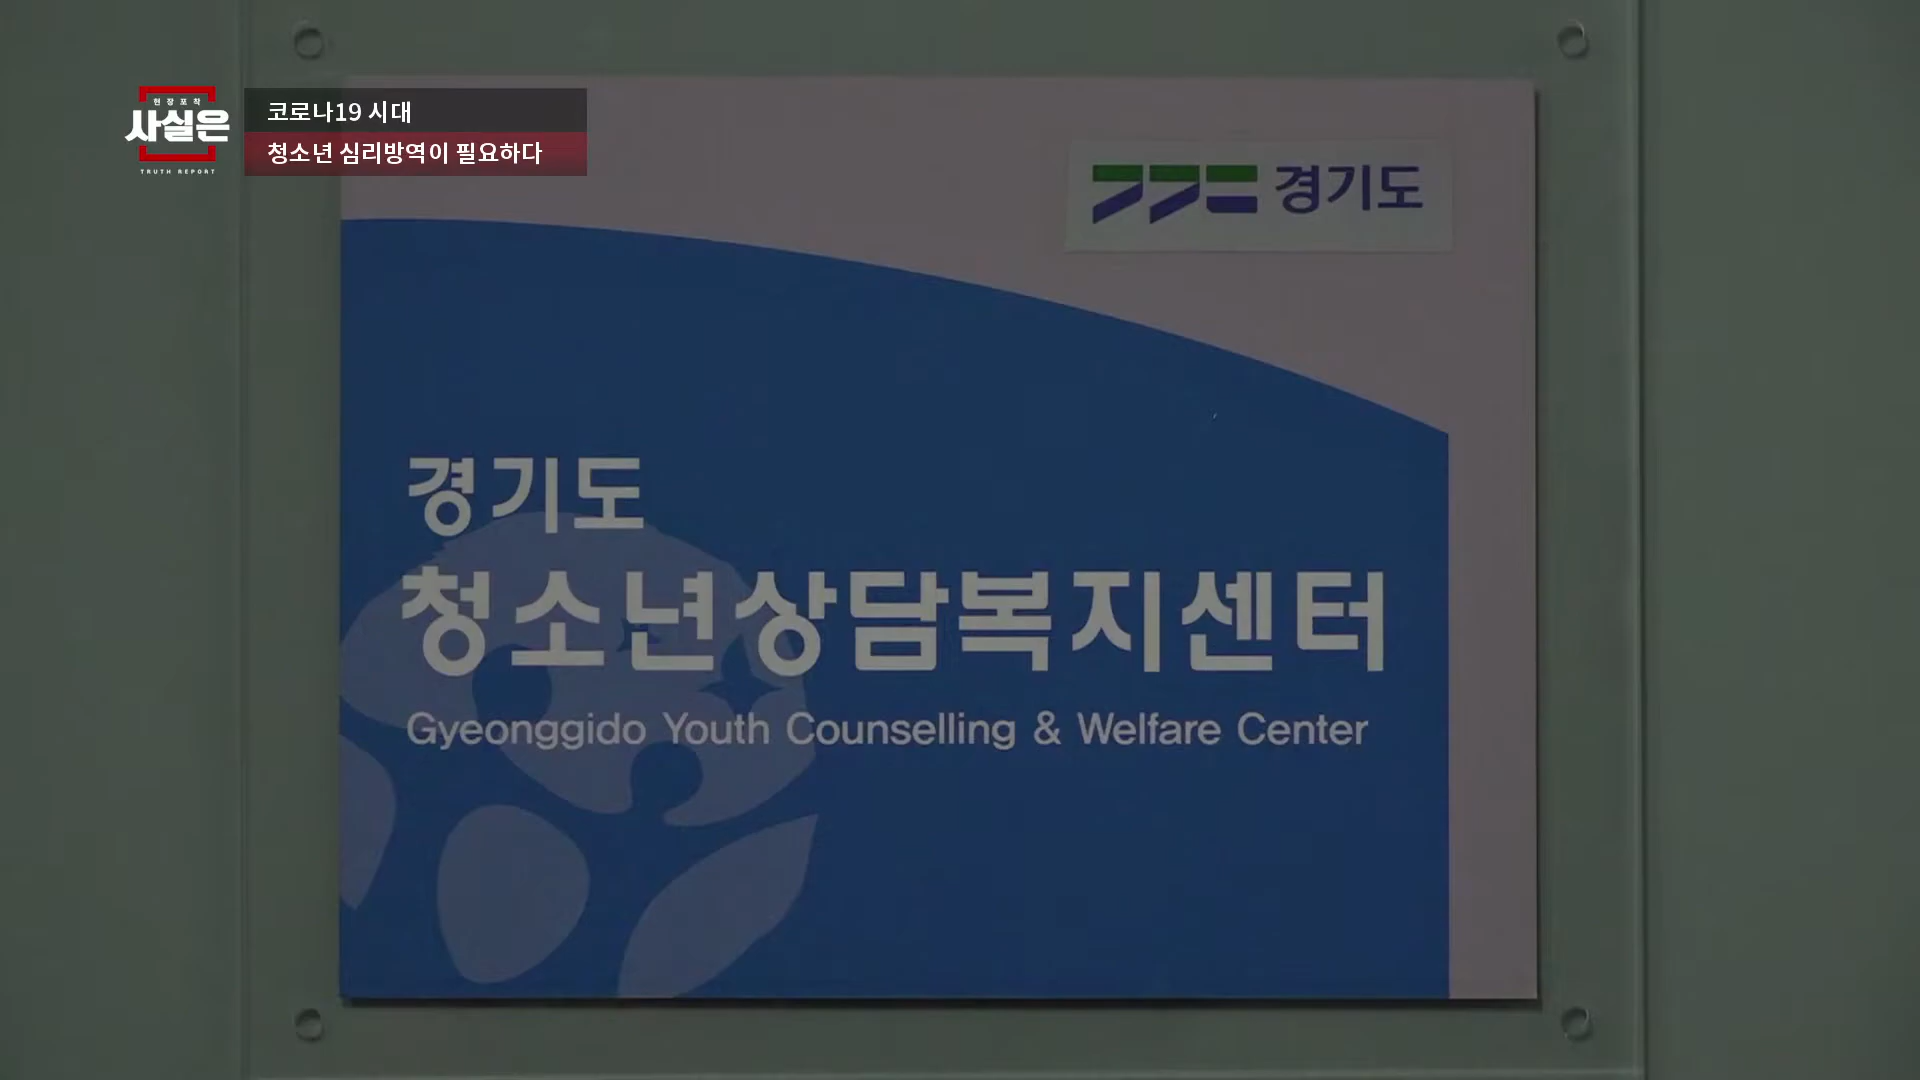 현장포착
사실은
TRUTH REPORT
코로나19 시대
청소년 심리방역이 필요하다
경기도
경기도
청소년상담복지센터
Gyeonggido Youth Counselling & Welfare Center